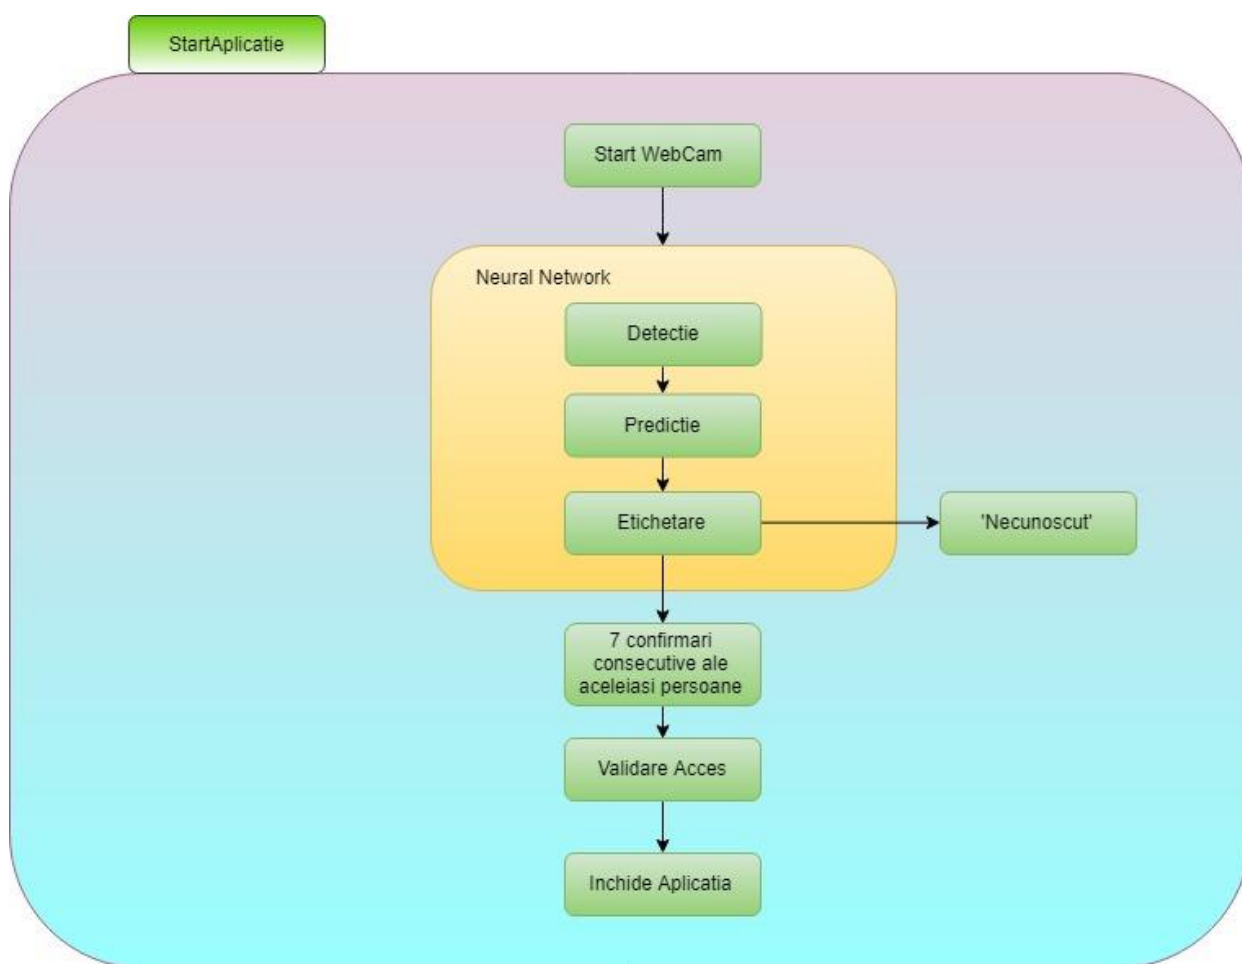 StartAplicatie
Start WebCam
Neural Network
Detectie
Predictie
Etichetare
'Necunoscut'
7 confirmari
consecutive ale
aceleiasi persoane
Validare Acces
Inchide Aplicatia